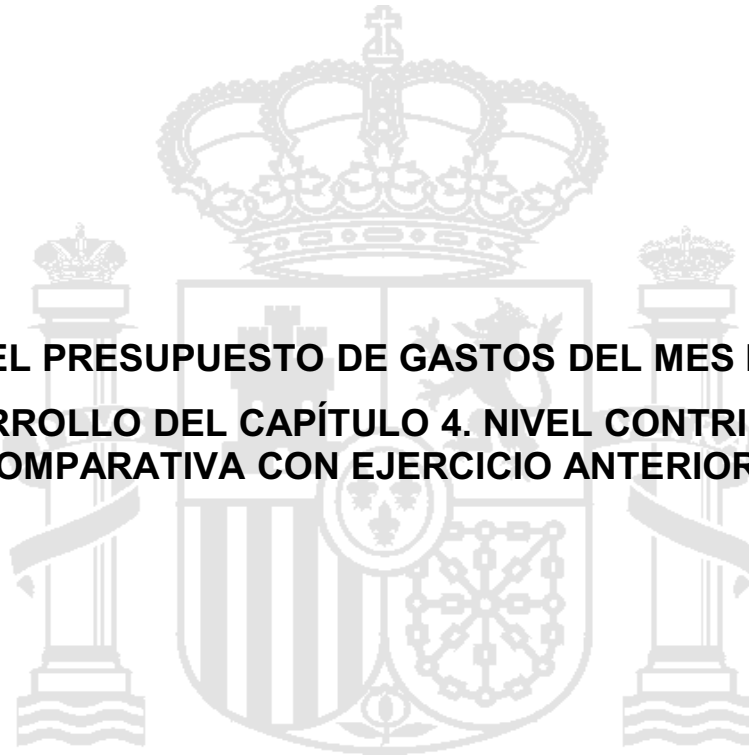 EL PRESUPUESTO DE GASTOS DEL MES
RROLLO DEL CAPÍTULO 4. NIVEL CONTRI
OMPARATIVA CON EJERCICIO ANTERIOR